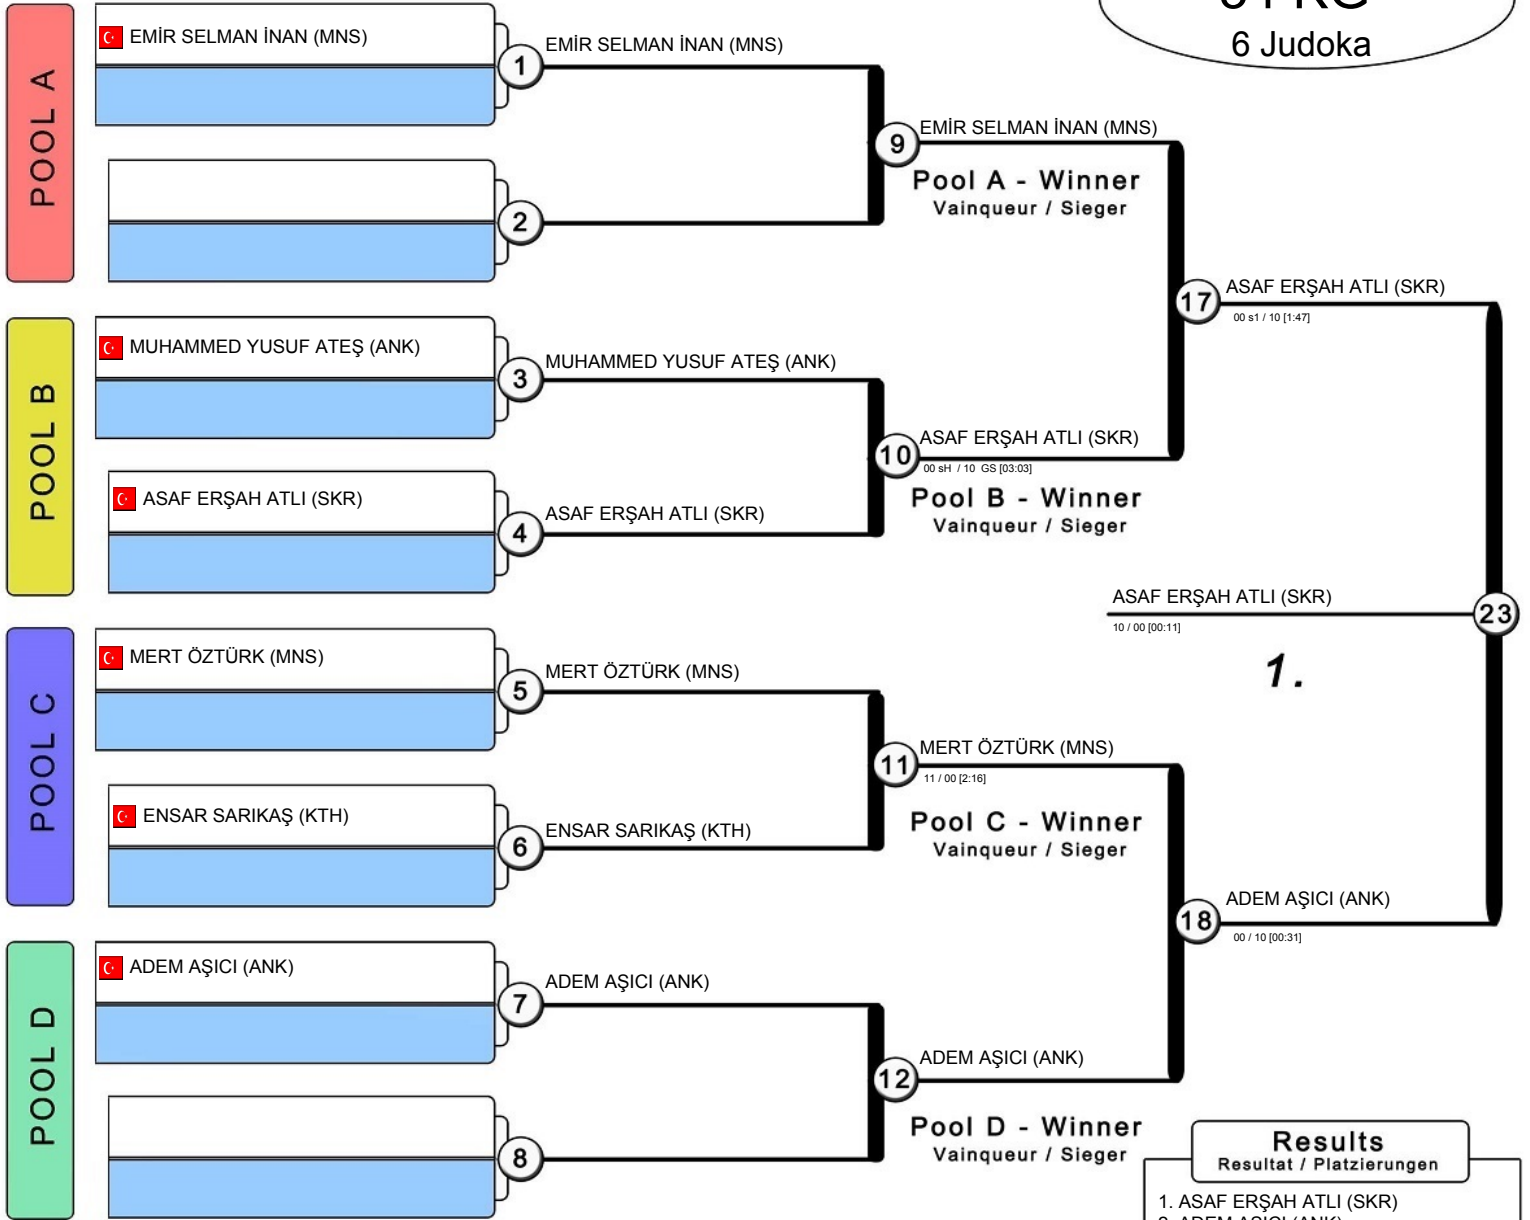 6 Judoka
POOL A
EMİR SELMAN İNAN (MNS)
1
EMİR SELMAN İNAN (MNS)
2
9
EMİR SELMAN İNAN (MNS)
Pool A - Winner
Vainqueur / Sieger
POOL B
MUHAMMED YUSUF ATEŞ (ANK)
3
MUHAMMED YUSUF ATEŞ (ANK)
ASAF ERŞAH ATLI (SKR)
4
ASAF ERŞAH ATLI (SKR)
10
ASAF ERŞAH ATLI (SKR)
00 sH / 10 GS [03:03]
Pool B - Winner
Vainqueur / Sieger
17
ASAF ERŞAH ATLI (SKR)
00 s1 / 10 [1:47]
ASAF ERŞAH ATLI (SKR)
10 / 00 [00:11]
23
1.
POOL C
MERT ÖZTÜRK (MNS)
5
MERT ÖZTÜRK (MNS)
ENSAR SARIKAŞ (KTH)
6
ENSAR SARIKAŞ (KTH)
11
MERT ÖZTÜRK (MNS)
11 / 00 [2:16]
Pool C - Winner
Vainqueur / Sieger
18
ADEM AŞICI (ANK)
00 / 10 [00:31]
POOL D
ADEM AŞICI (ANK)
7
ADEM AŞICI (ANK)
8
12
ADEM AŞICI (ANK)
Pool D - Winner
Vainqueur / Sieger
Results
Resultat / Platzierungen
1. ASAF ERŞAH ATLI (SKR)